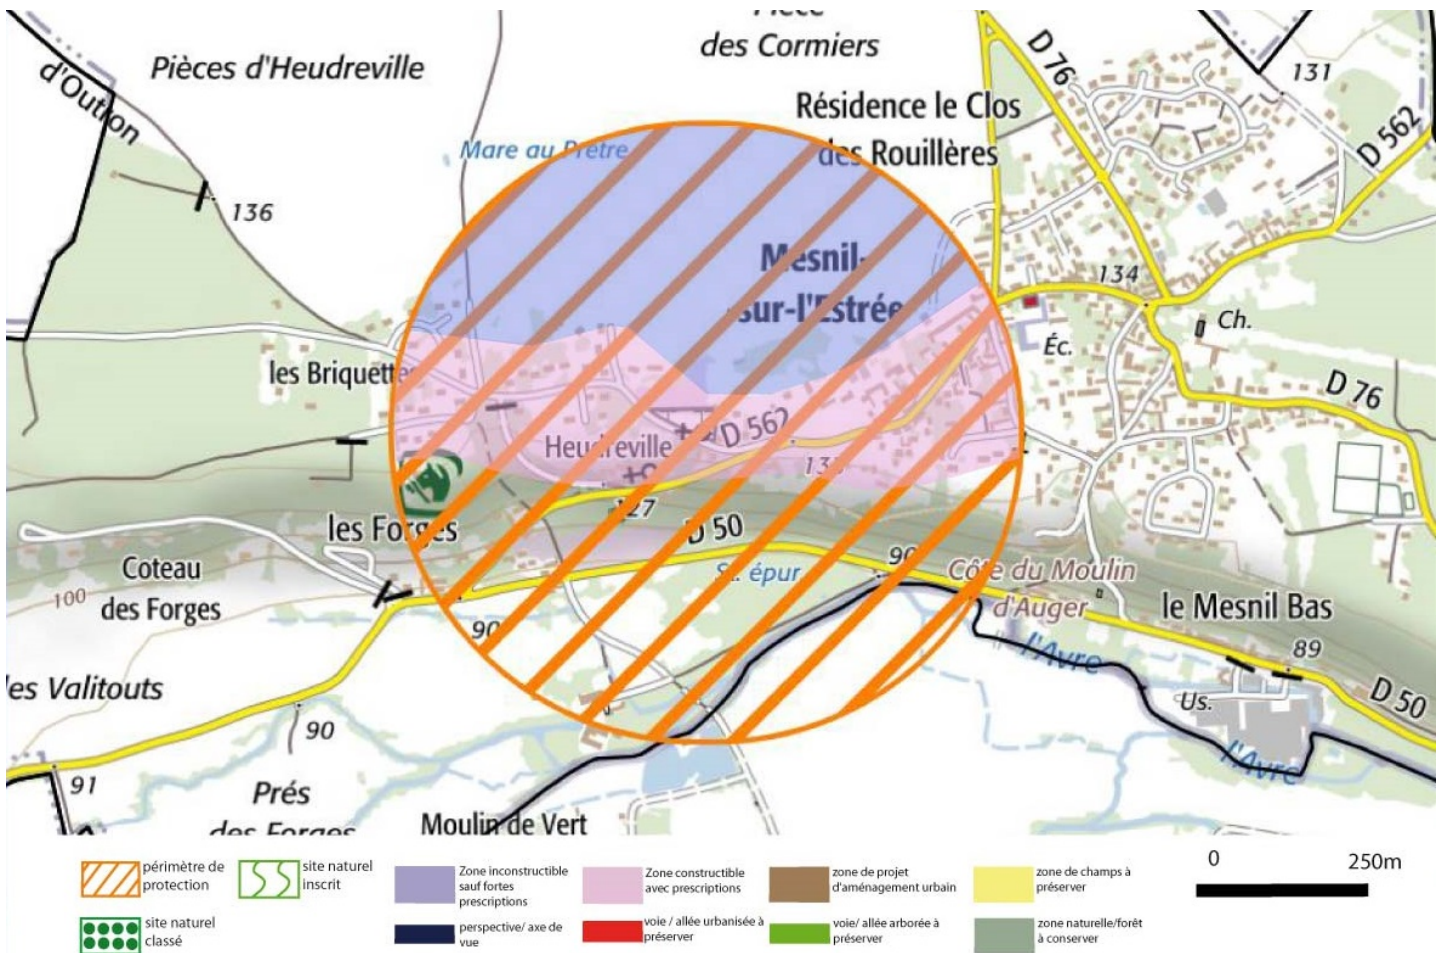 des Cormiers
Pièces d'Heudreville
d'Outlon
D 76
131
Résidence le Clos
des Rouillères
D 562
Mare au Prêtre
136
Mesnil-
sur-l'Estrée
134
Ch.
Éc.
les Briquett
D 76
D 562
Heudreville
127
les Forges
D 50
Coteau
des Forges
100
St. épur.
90
Côte du Moulin
d'Auger
le Mesnil Bas
90
l'Avre
89
les Valitouts
Us.
D 50
90
91
l'Avre
Prés
des Forges
Moulin de Vert
périmètre de
protection
site naturel
inscrit
Zone inconstructible
sauf fortes
prescriptions
Zone constructible
avec prescriptions
zone de projet
d'aménagement urbain
zone de champs à
préserver
0 250m
site naturel
classé
perspective/ axe de
vue
voie / allée urbanisée à
préserver
voie/ allée arborée à
préserver
zone naturelle/forêt
à conserver